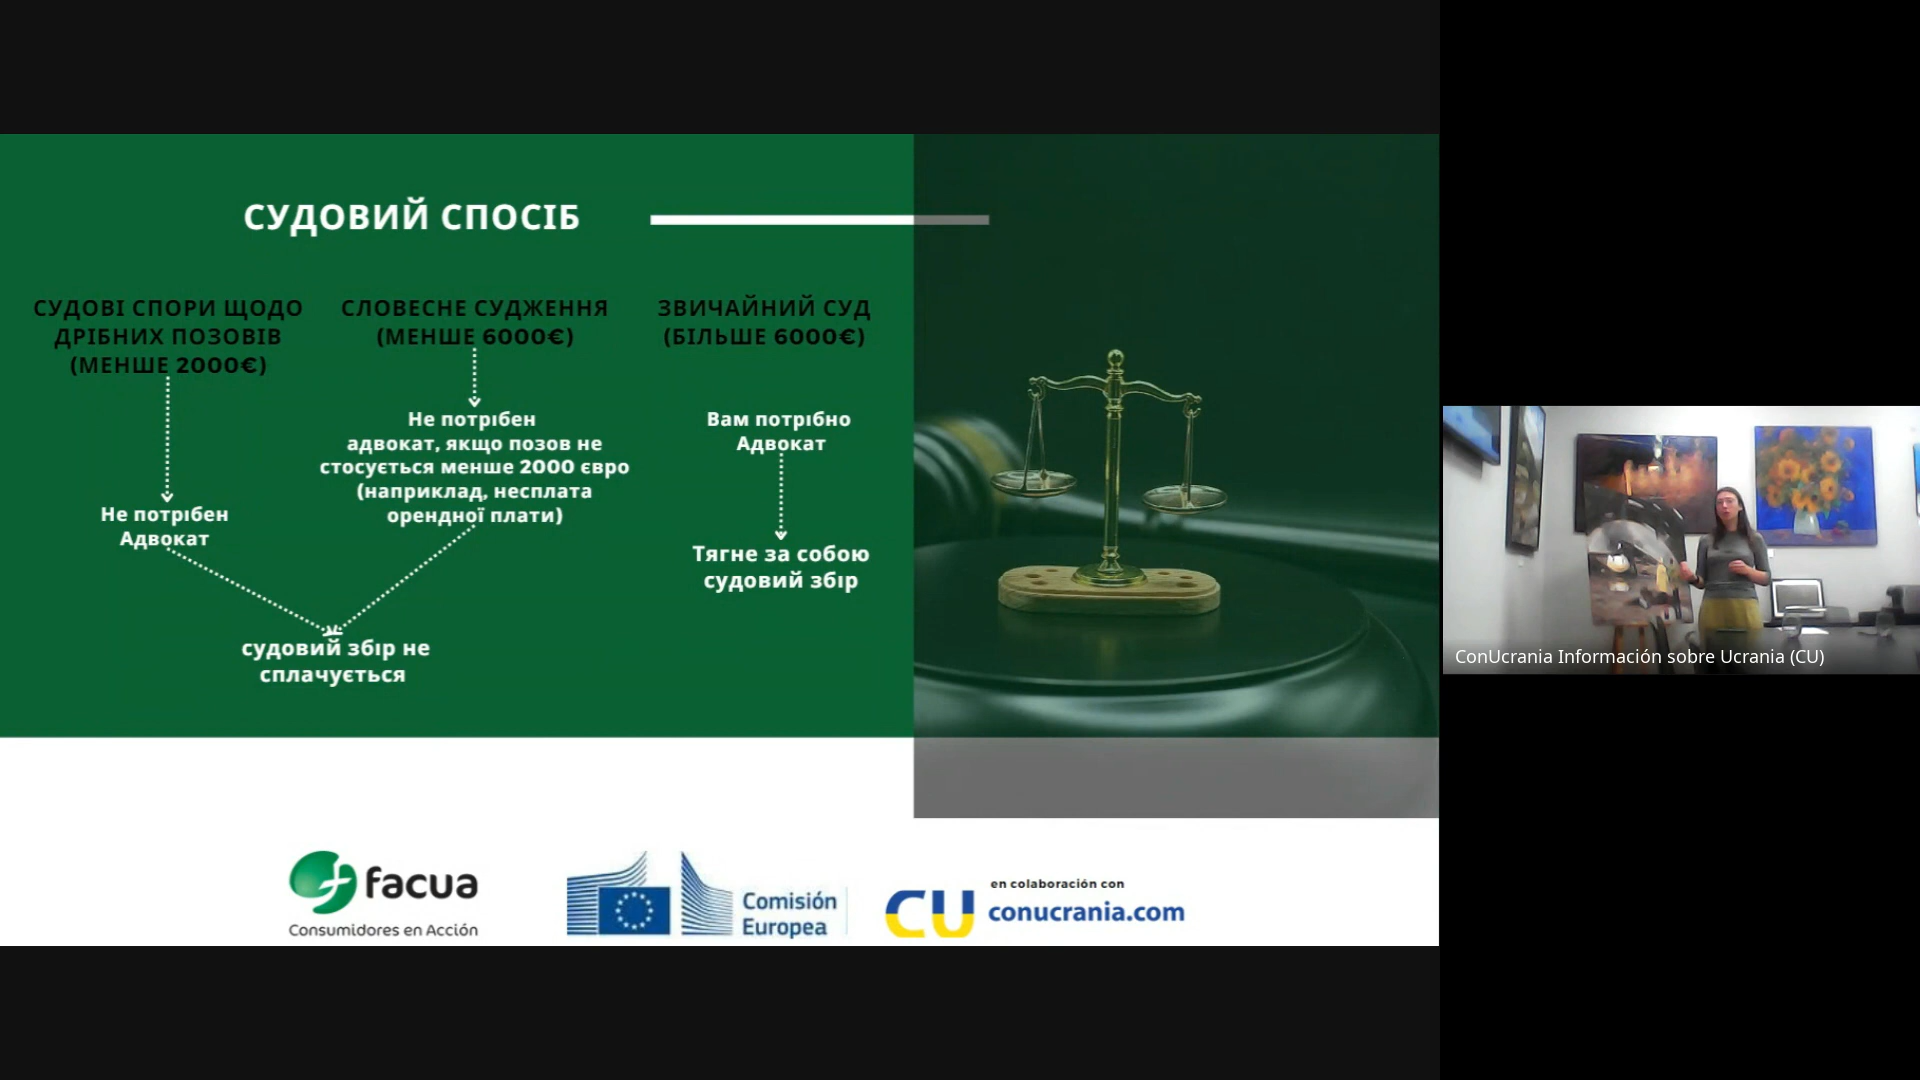 СУДОВИЙ СПОСІБ
СУДОВІ СПОРИ ЩОДО
ДРІБНИХ ПОЗОВІВ
(МЕНШЕ 2000€)
Не потрібен
Адвокат
СЛОВЕСНЕ СУДЖЕННЯ
(МЕНШЕ 6000€)
Не потрібен
адвокат, якщо позов не
стосується менше 2000 євро
(наприклад, несплата
орендної плати)
судовий збір не
сплачується
ЗВИЧАЙНИЙ СУД
(БІЛЬШЕ 6000€)
Вам потрібно
Адвокат
Тягне за собою
судовий збір
facua
Consumidores en Acción
Comisión
Europea
CU
en colaboración con
conucrania.com
ConUcrania Información sobre Ucrania (CU)